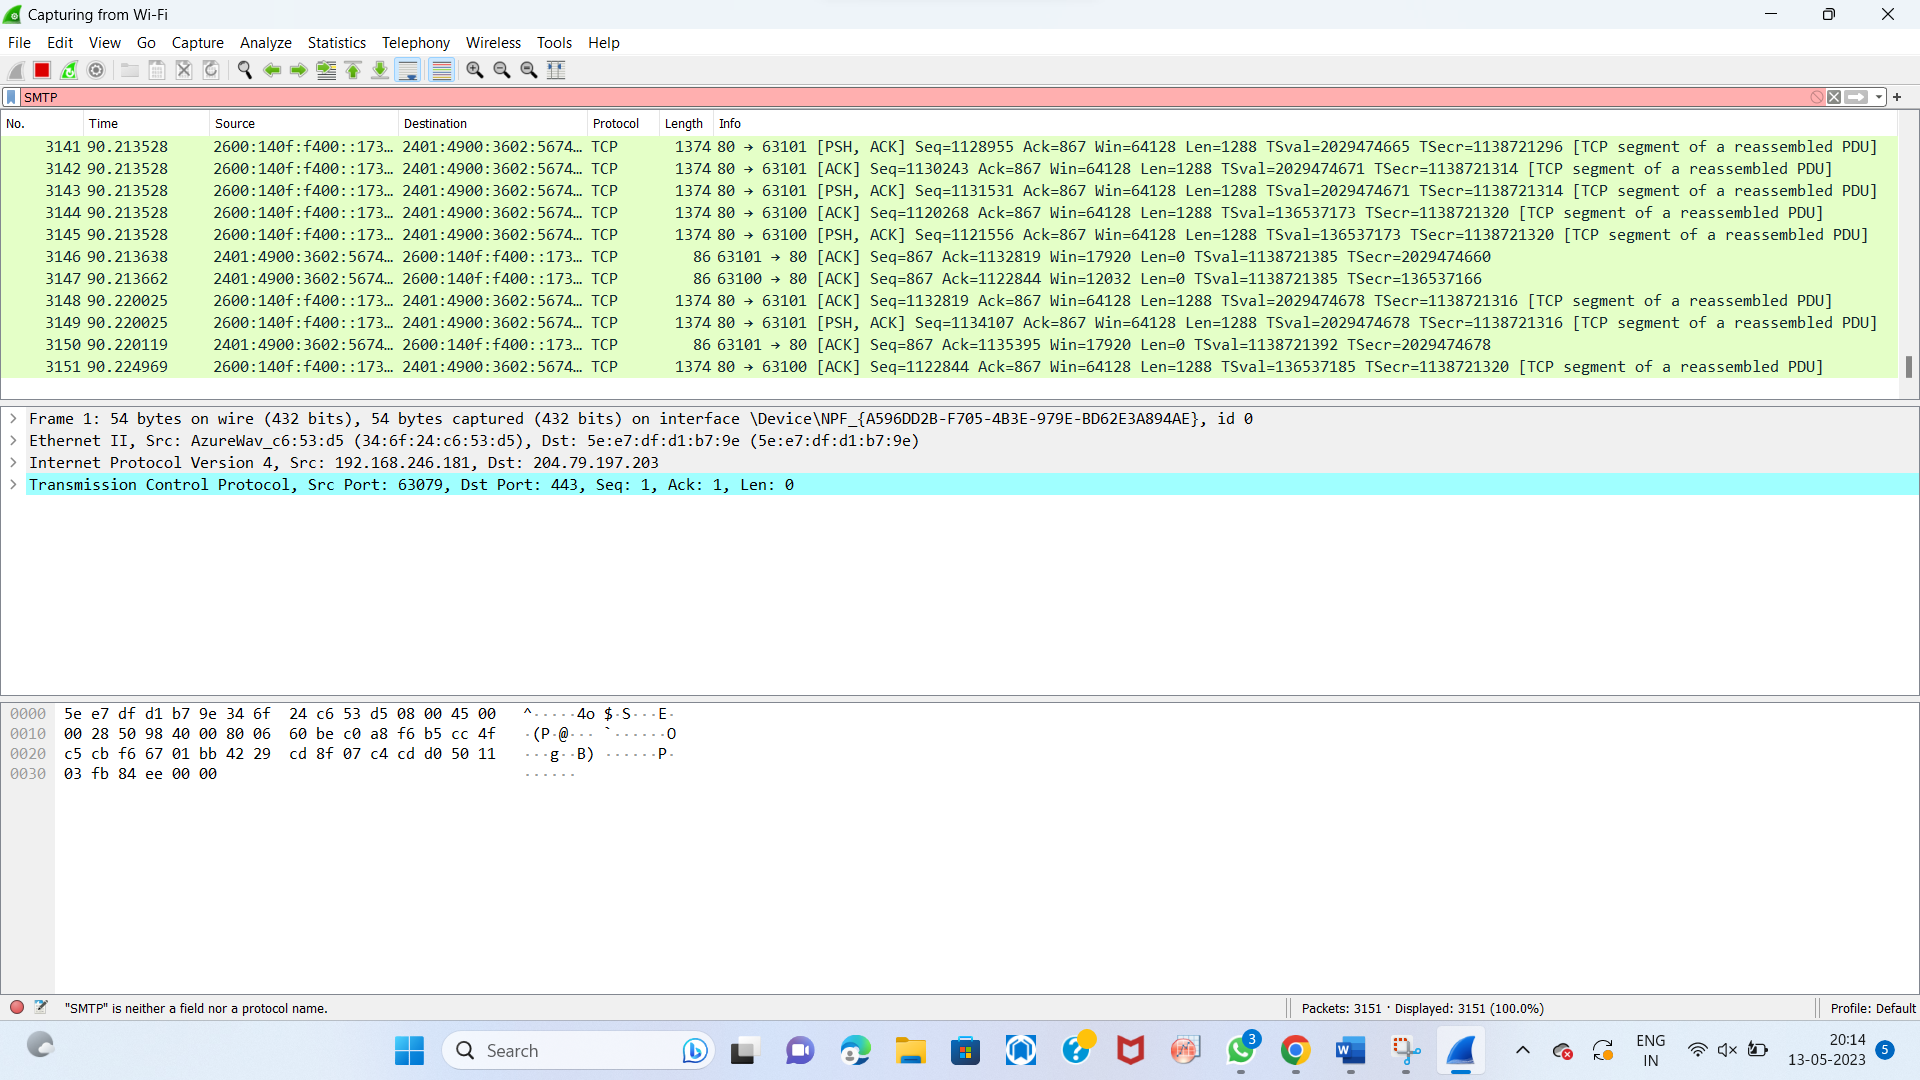 Capturing from Wi-Fi
File Edit View Go Capture Analyze Statistics Telephony Wireless Tools Help
SMTP
No. Time Source Destination Protocol Length Info
3141 90.213528 2600:140f:f400::173… 2401:4900:3602:5674… TCP 1374 80 → 63101 [PSH, ACK] Seq=1128955 Ack=867 Win=64128 Len=1288 TSval=2029474665 TSecr=1138721296 [TCP segment of a reassembled PDU]
3142 90.213528 2600:140f:f400::173… 2401:4900:3602:5674… TCP 1374 80 → 63101 [ACK] Seq=1130243 Ack=867 Win=64128 Len=1288 TSval=2029474671 TSecr=1138721314 [TCP segment of a reassembled PDU]
3143 90.213528 2600:140f:f400::173… 2401:4900:3602:5674… TCP 1374 80 → 63101 [PSH, ACK] Seq=1131531 Ack=867 Win=64128 Len=1288 TSval=2029474671 TSecr=1138721314 [TCP segment of a reassembled PDU]
3144 90.213528 2600:140f:f400::173… 2401:4900:3602:5674… TCP 1374 80 → 63100 [ACK] Seq=1120268 Ack=867 Win=64128 Len=1288 TSval=136537173 TSecr=1138721320 [TCP segment of a reassembled PDU]
3145 90.213528 2600:140f:f400::173… 2401:4900:3602:5674… TCP 1374 80 → 63100 [PSH, ACK] Seq=1121556 Ack=867 Win=64128 Len=1288 TSval=136537173 TSecr=1138721320 [TCP segment of a reassembled PDU]
3146 90.213638 2401:4900:3602:5674… 2600:140f:f400::173… TCP 86 63101 → 80 [ACK] Seq=867 Ack=1132819 Win=17920 Len=0 TSval=1138721385 TSecr=2029474660
3147 90.213662 2401:4900:3602:5674… 2600:140f:f400::173… TCP 86 63100 → 80 [ACK] Seq=867 Ack=1122844 Win=12032 Len=0 TSval=1138721385 TSecr=136537166
3148 90.220025 2600:140f:f400::173… 2401:4900:3602:5674… TCP 1374 80 → 63101 [ACK] Seq=1132819 Ack=867 Win=64128 Len=1288 TSval=2029474678 TSecr=1138721316 [TCP segment of a reassembled PDU]
3149 90.220025 2600:140f:f400::173… 2401:4900:3602:5674… TCP 1374 80 → 63101 [PSH, ACK] Seq=1134107 Ack=867 Win=64128 Len=1288 TSval=2029474678 TSecr=1138721316 [TCP segment of a reassembled PDU]
3150 90.220119 2401:4900:3602:5674… 2600:140f:f400::173… TCP 86 63101 → 80 [ACK] Seq=867 Ack=1135395 Win=17920 Len=0 TSval=1138721392 TSecr=2029474678
3151 90.224969 2600:140f:f400::173… 2401:4900:3602:5674… TCP 1374 80 → 63100 [ACK] Seq=1122844 Ack=867 Win=64128 Len=1288 TSval=136537185 TSecr=1138721320 [TCP segment of a reassembled PDU]
Frame 1: 54 bytes on wire (432 bits), 54 bytes captured (432 bits) on interface \Device\NPF_{A596DD2B-F705-4B3E-979E-BD62E3A894AE}, id 0
Ethernet II, Src: AzureWav_c6:53:d5 (34:6f:24:c6:53:d5), Dst: 5e:e7:df:d1:b7:9e (5e:e7:df:d1:b7:9e)
Internet Protocol Version 4, Src: 192.168.246.181, Dst: 204.79.197.203
Transmission Control Protocol, Src Port: 63079, Dst Port: 443, Seq: 1, Ack: 1, Len: 0
0000 5e e7 df d1 b7 9e 34 6f 24 c6 53 d5 08 00 45 00 ^·····4o $·S···E·
0010 00 28 50 98 40 00 80 06 60 be c0 a8 f6 b5 cc 4f ·(P·@··· `······O
0020 c5 cb f6 67 01 bb 42 29 cd 8f 07 c4 cd d0 50 11 ···g··B) ······P·
0030 03 fb 84 ee 00 00 ······
"SMTP" is neither a field nor a protocol name.
Packets: 3151 · Displayed: 3151 (100.0%)
Profile: Default
Search
3
ENG
IN
20:14
13-05-2023
5